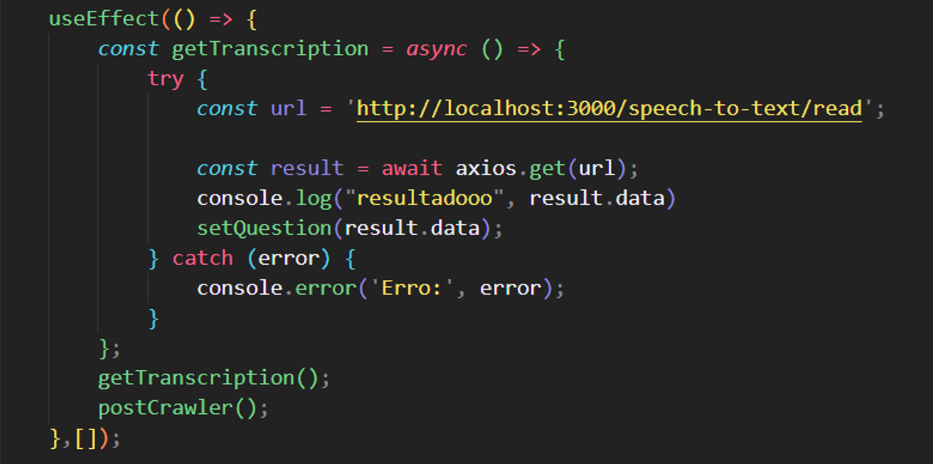 useEffect(() => {
const getTranscription = async () => {
try {
const url = 'http://localhost:3000/speech-to-text/read';
const result = await axios.get(url);
console.log("resultadooo", result.data)
setQuestion(result.data);
} catch (error) {
console.error('Erro:', error);
}
};
getTranscription();
postCrawler();
},[]);